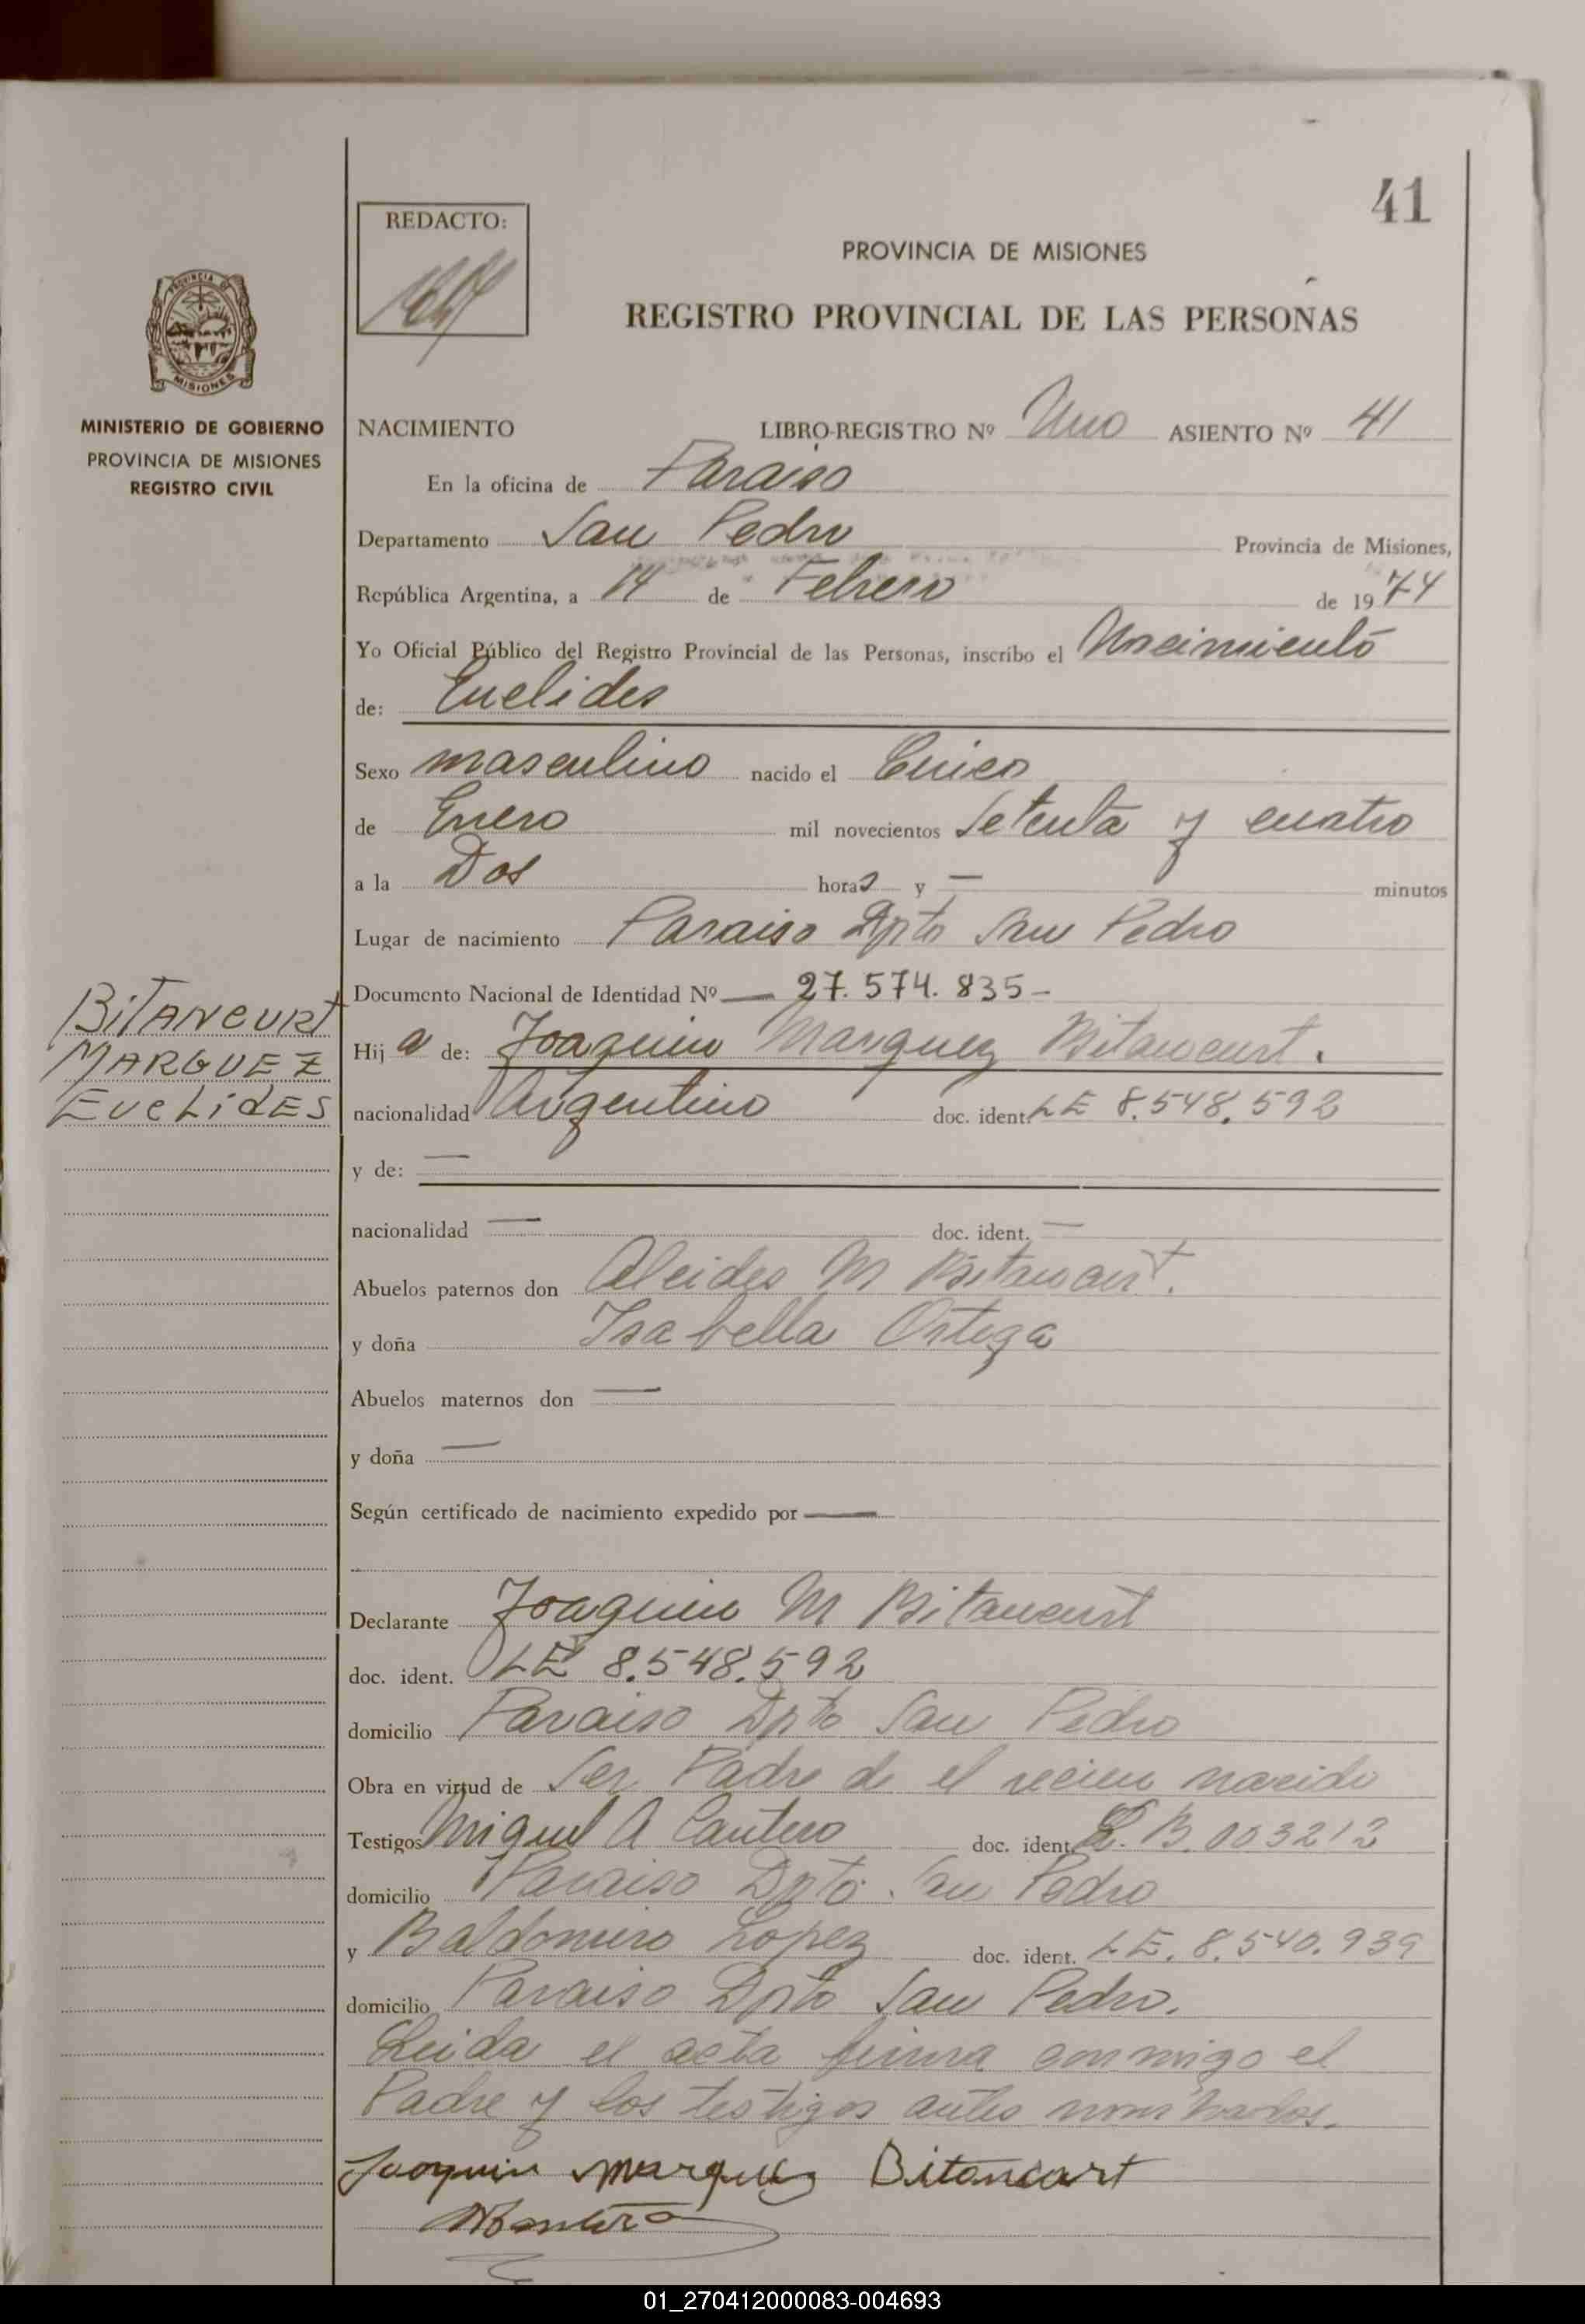 41
REDACTO:
PROVINCIA DE MISIONES
REGISTRO PROVINCIAL DE LAS PERSONAS
PROVINCIA DE
MISIONES
MINISTERIO DE GOBIERNO
PROVINCIA DE MISIONES
REGISTRO CIVIL
NACIMIENTO LIBRO-REGISTRO Nº Uno ASIENTO Nº 41
En la oficina de Paraiso
Departamento San Pedro Provincia de Misiones,
República Argentina, a 14 de Febrero de 1974
Yo Oficial Público del Registro Provincial de las Personas, inscribo el Nacimiento
de: Euclides
Sexo masculino nacido el Cinco
de Enero mil novecientos Setenta y cuatro
a la Dos horas y — minutos
Lugar de nacimiento Paraiso Dpto San Pedro
Documento Nacional de Identidad Nº — 27.574.835-
BiTANCURT
MARQUEZ
EUCLidES
Hij a de: Joaquin Marquez Bitancurt.
nacionalidad Argentino doc. ident. LE 8.548.592
y de: —
nacionalidad — doc. ident. —
Abuelos paternos don Alcides M Bitancurt.
y doña Isabella Ortega
Abuelos maternos don —
y doña —
Según certificado de nacimiento expedido por —
Declarante Joaquin M Bitancurt
doc. ident. LE 8.548.592
domicilio Paraiso Dpto San Pedro
Obra en virtud de Ser Padre de el recien nacido
Testigos Miguel A Cantero doc. ident. L.B.003212
domicilio Paraiso Dpto. San Pedro
y Baldomero Lopez doc. ident. LE. 8.540.939
domicilio Paraiso Dpto San Pedro.
Leida el acta firma conmigo el
Padre y los testigos antes nombrados.
Joaquin Marquez Bitancurt
01_270412000083-004693